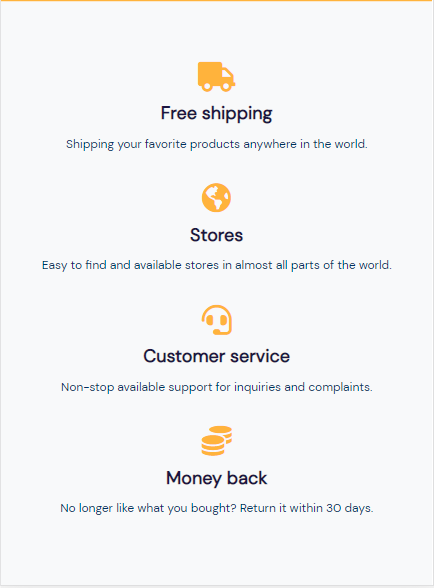 Free shipping
Shipping your favorite products anywhere in the world.
Stores
Easy to find and available stores in almost all parts of the world.
Customer service
Non-stop available support for inquiries and complaints.
Money back
No longer like what you bought? Return it within 30 days.